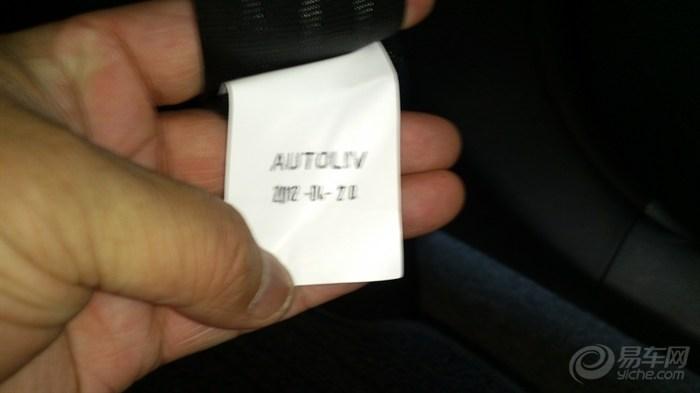 AUTOLIV
2012-04-20
易车网
yiche.com